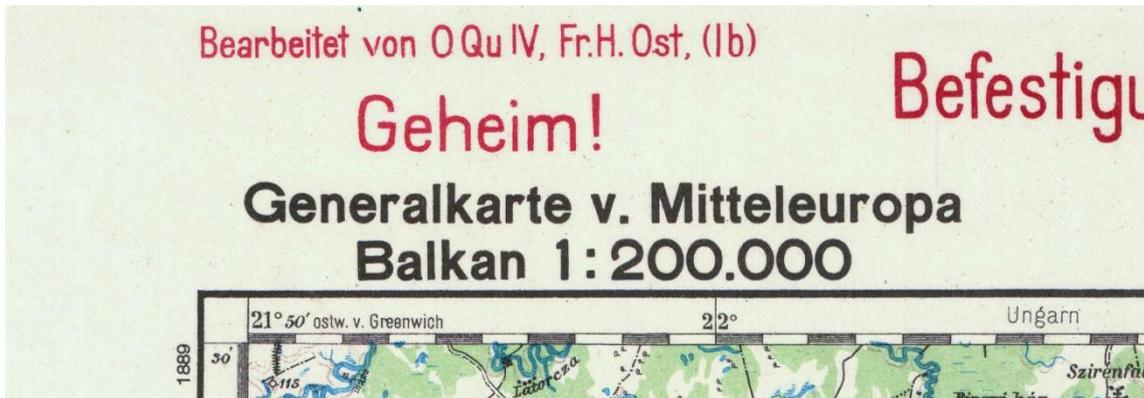 Bearbeitet von O Qu IV, Fr.H. Ost, (Ib)
Befestigu
Geheim!
Generalkarte v. Mitteleuropa
Balkan 1:200.000
21° 50' ostw. v. Greenwich
22°
Ungarn
1889
30'
115
Latorcza